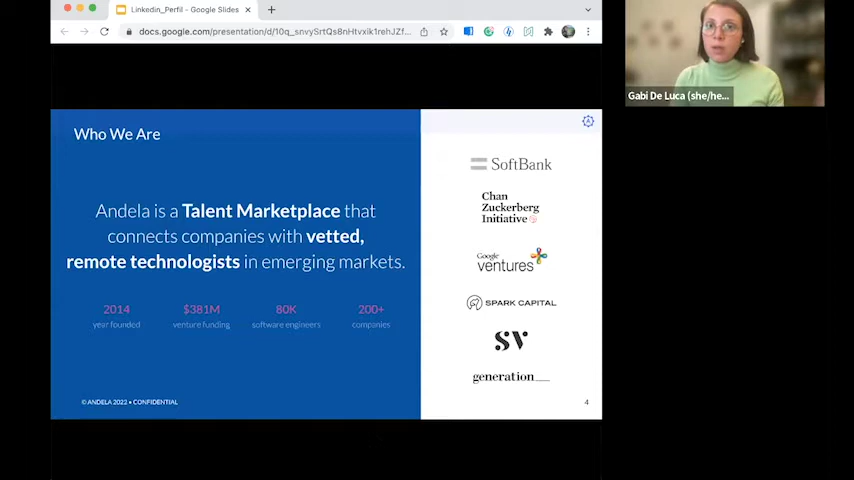 Linkedin_Perfil - Google Slides
docs.google.com/presentation/d/10q_snvySrtQs8nHtvxik1rehJZf...
Gabi De Luca (she/he...
Who We Are
Andela is a Talent Marketplace that
connects companies with vetted,
remote technologists in emerging markets.
2014 $381M 80K 200+
year founded venture funding software engineers companies
© ANDELA 2022 • CONFIDENTIAL
SoftBank
Chan
Zuckerberg
Initiative
Google
ventures
SPARK CAPITAL
SV
generation__
4